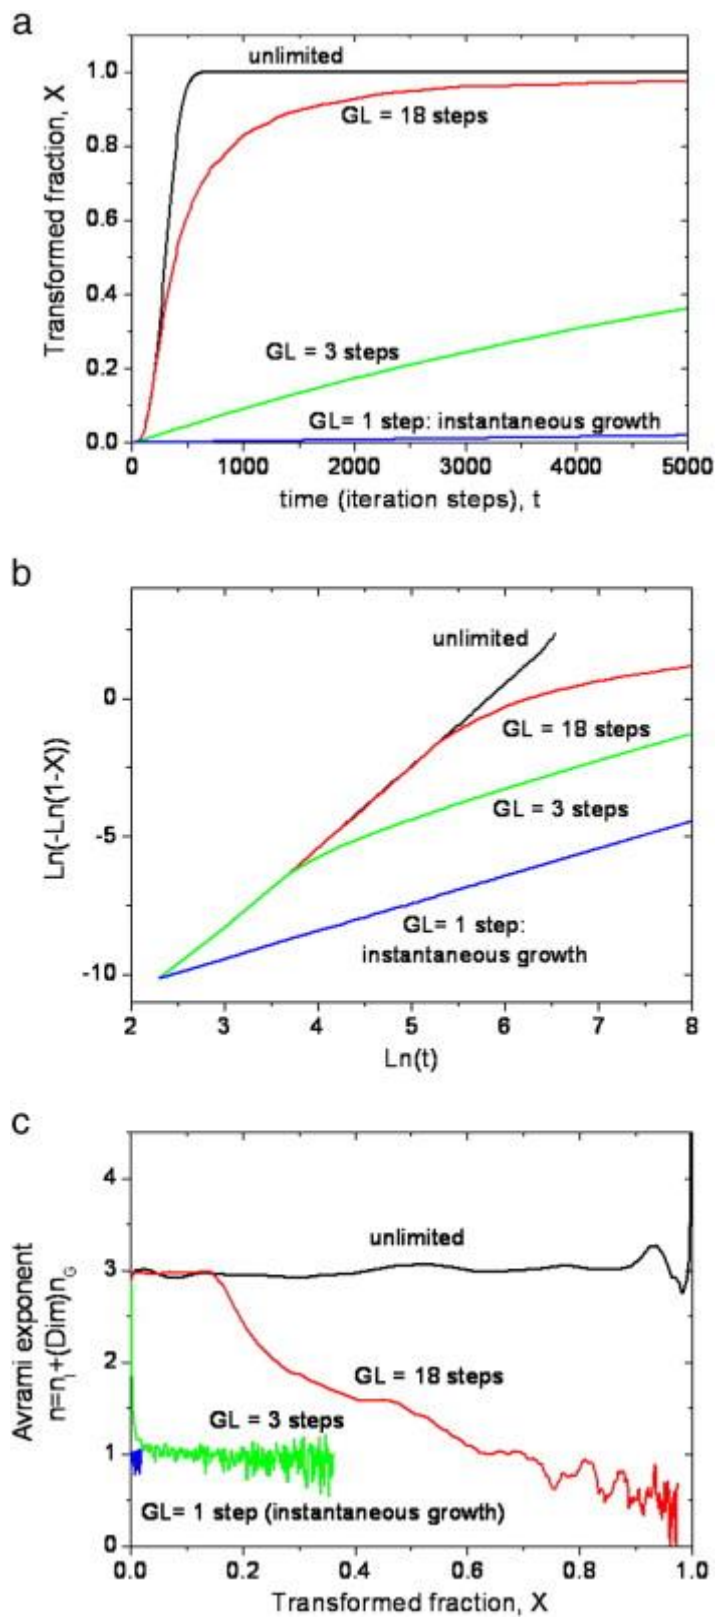 a
unlimited
GL = 18 steps
GL = 3 steps
GL= 1 step: instantaneous growth
Transformed fraction, X
1.0
0.8
0.6
0.4
0.2
0.0
0 1000 2000 3000 4000 5000
time (iteration steps), t
b
unlimited
GL = 18 steps
GL = 3 steps
GL= 1 step:
instantaneous growth
Ln(-Ln(1-X))
0
-5
-10
2 3 4 5 6 7 8
Ln(t)
c
unlimited
GL = 18 steps
GL = 3 steps
GL= 1 step (instantaneous growth)
Avrami exponent
n=nI+(Dim)nG
4
3
2
1
0
0.0 0.2 0.4 0.6 0.8 1.0
Transformed fraction, X